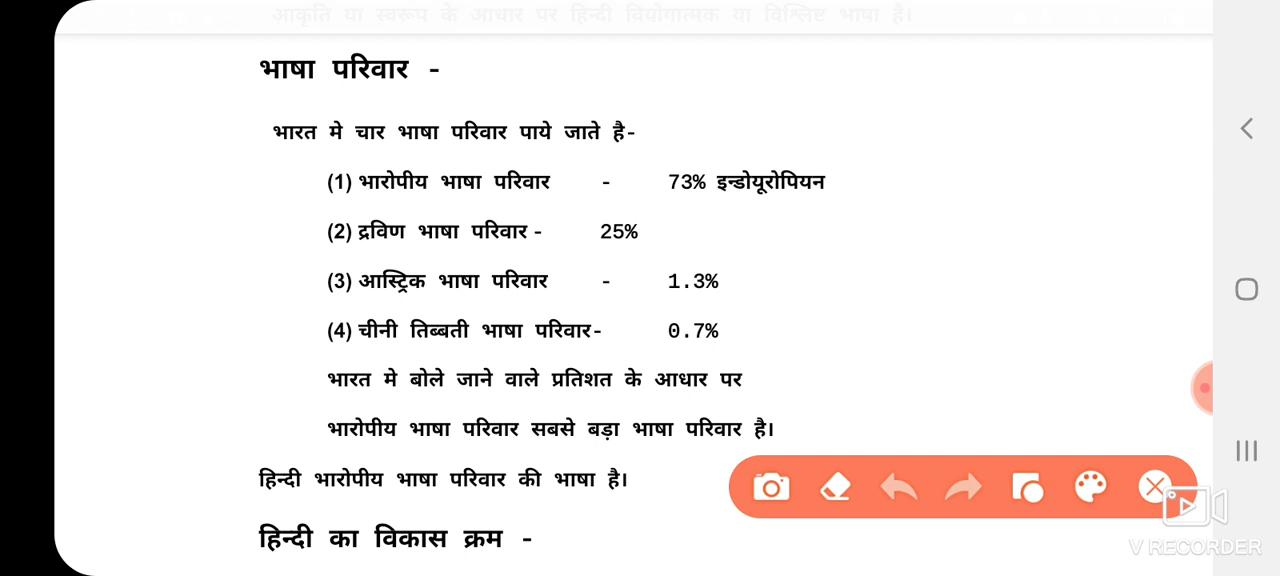 आकृति या स्वरूप के आधार पर हिन्दी वियोगात्मक या विश्लिष्ट भाषा है।
भाषा परिवार -
भारत मे चार भाषा परिवार पाये जाते है-
(1) भारोपीय भाषा परिवार - 73% इन्डोयूरोपियन
(2) द्रविण भाषा परिवार - 25%
(3) आस्ट्रिक भाषा परिवार - 1.3%
(4) चीनी तिब्बती भाषा परिवार- 0.7%
भारत मे बोले जाने वाले प्रतिशत के आधार पर
भारोपीय भाषा परिवार सबसे बड़ा भाषा परिवार है।
हिन्दी भारोपीय भाषा परिवार की भाषा है।
हिन्दी का विकास क्रम -
V RECORDER